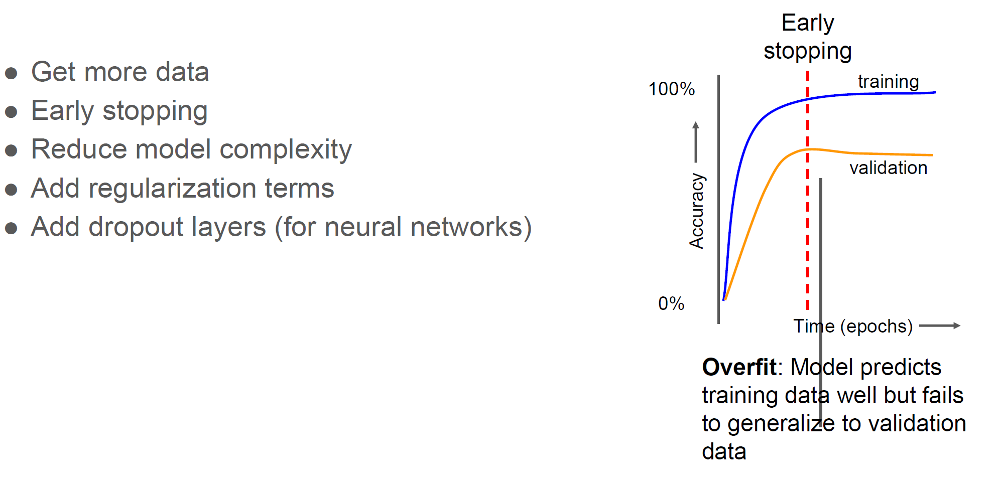 ● Get more data
● Early stopping
● Reduce model complexity
● Add regularization terms
● Add dropout layers (for neural networks)
Early
stopping
100%
training
validation
Accuracy
0%
Time (epochs)
Overfit: Model predicts
training data well but fails
to generalize to validation
data